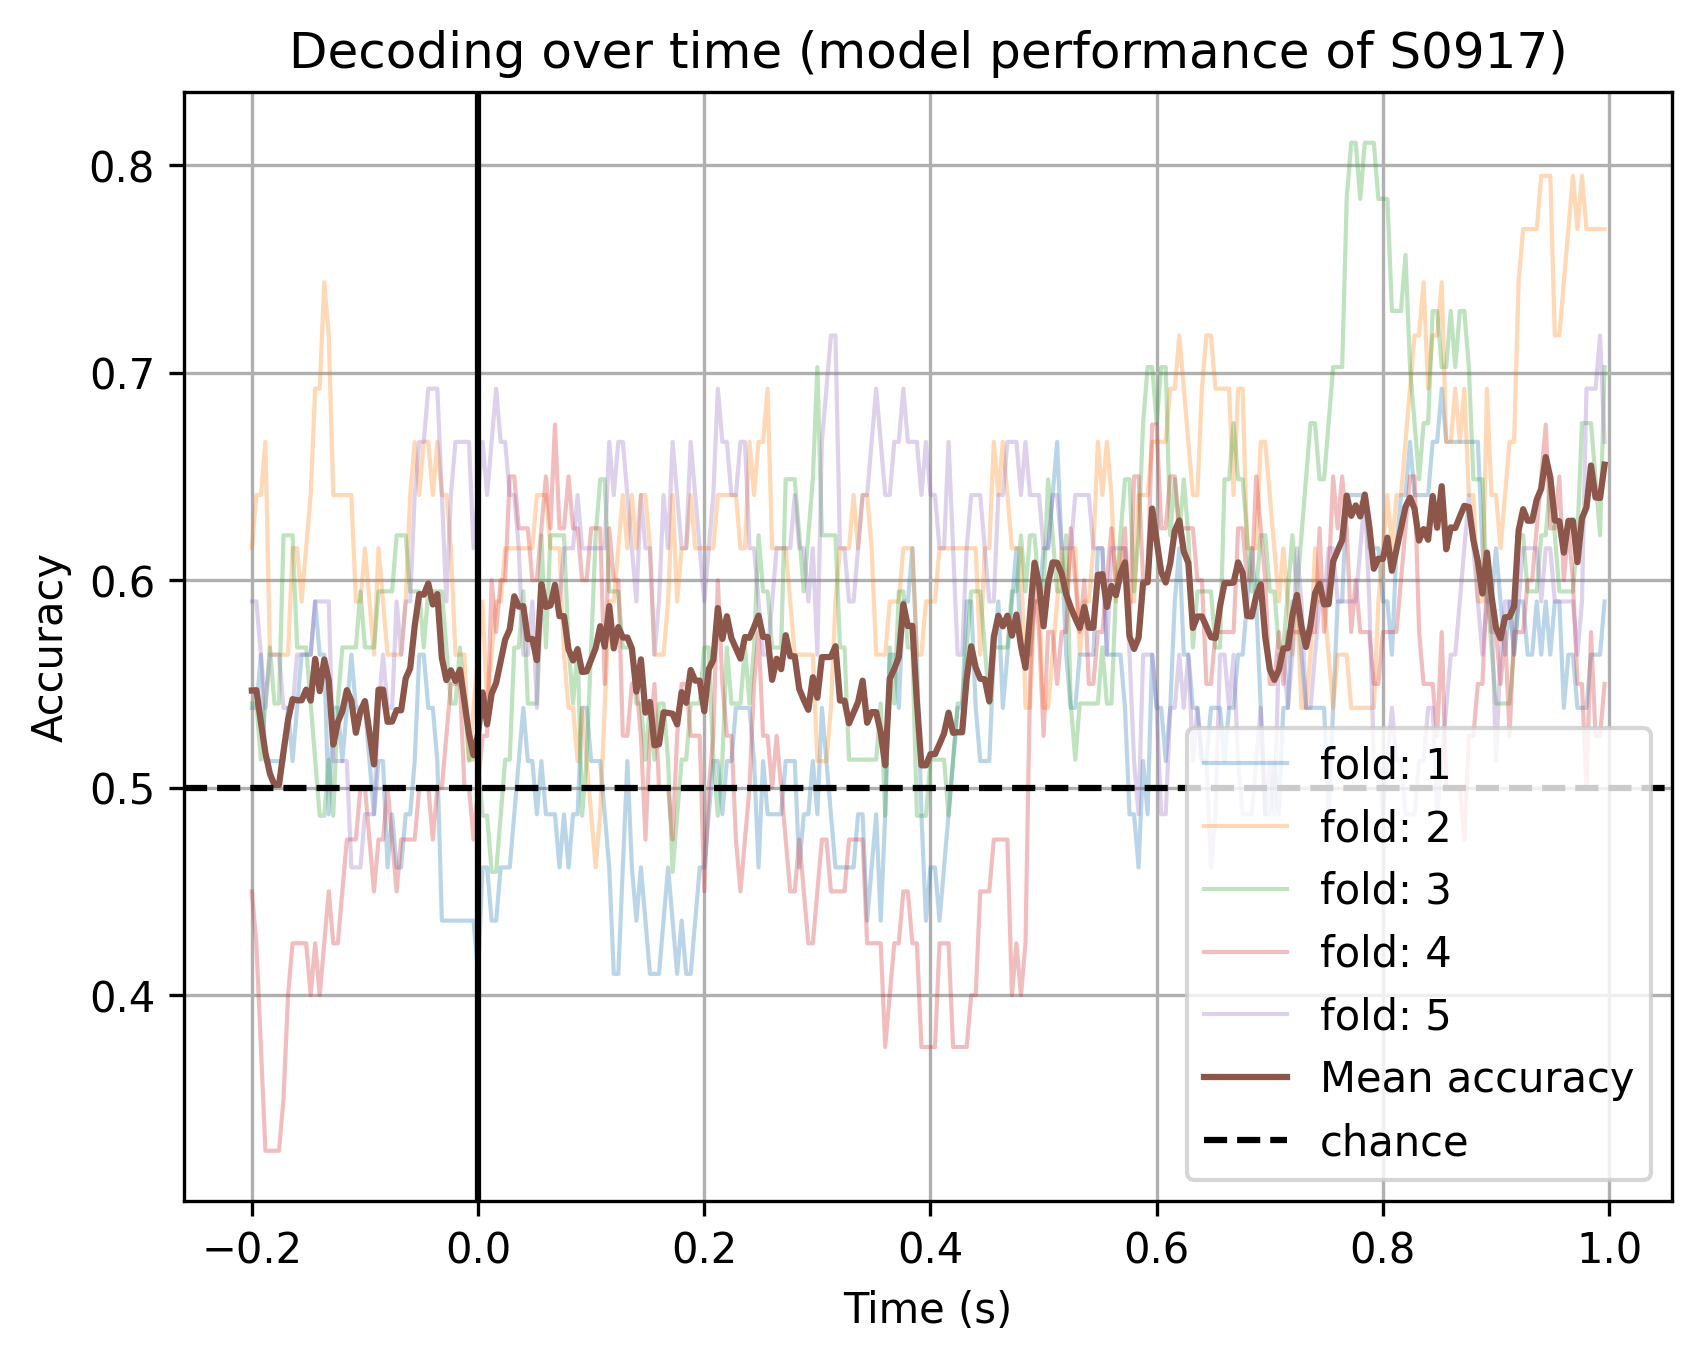 Decoding over time (model performance of S0917)
Accuracy
0.8
0.7
0.6
0.5
0.4
fold: 1
fold: 2
fold: 3
fold: 4
fold: 5
Mean accuracy
chance
−0.2 0.0 0.2 0.4 0.6 0.8 1.0
Time (s)